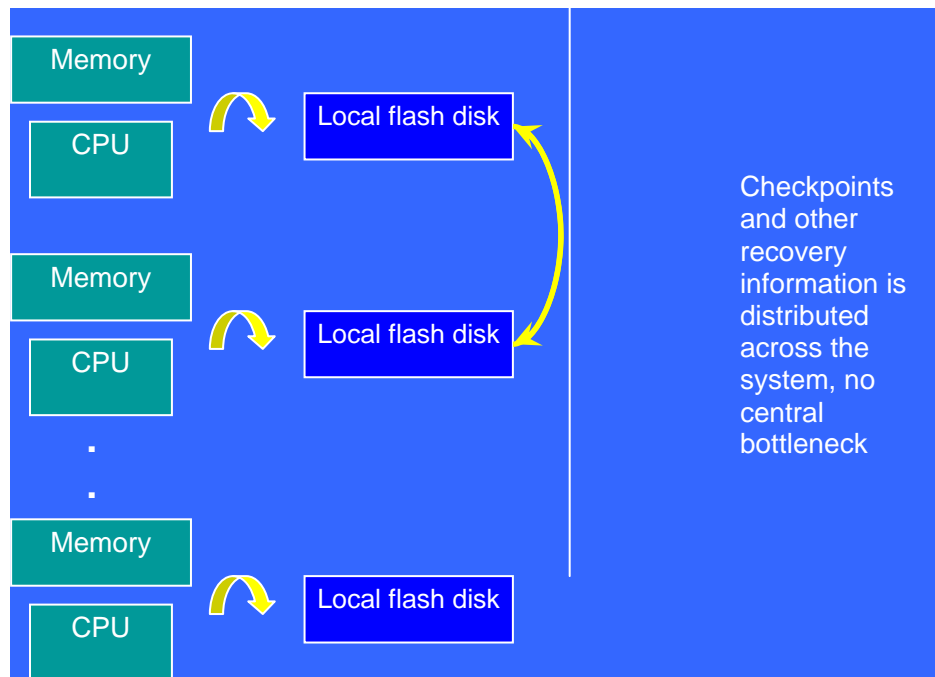 Memory
CPU
Local flash disk
Memory
CPU
Local flash disk
.
.
Memory
CPU
Local flash disk
Checkpoints
and other
recovery
information is
distributed
across the
system, no
central
bottleneck